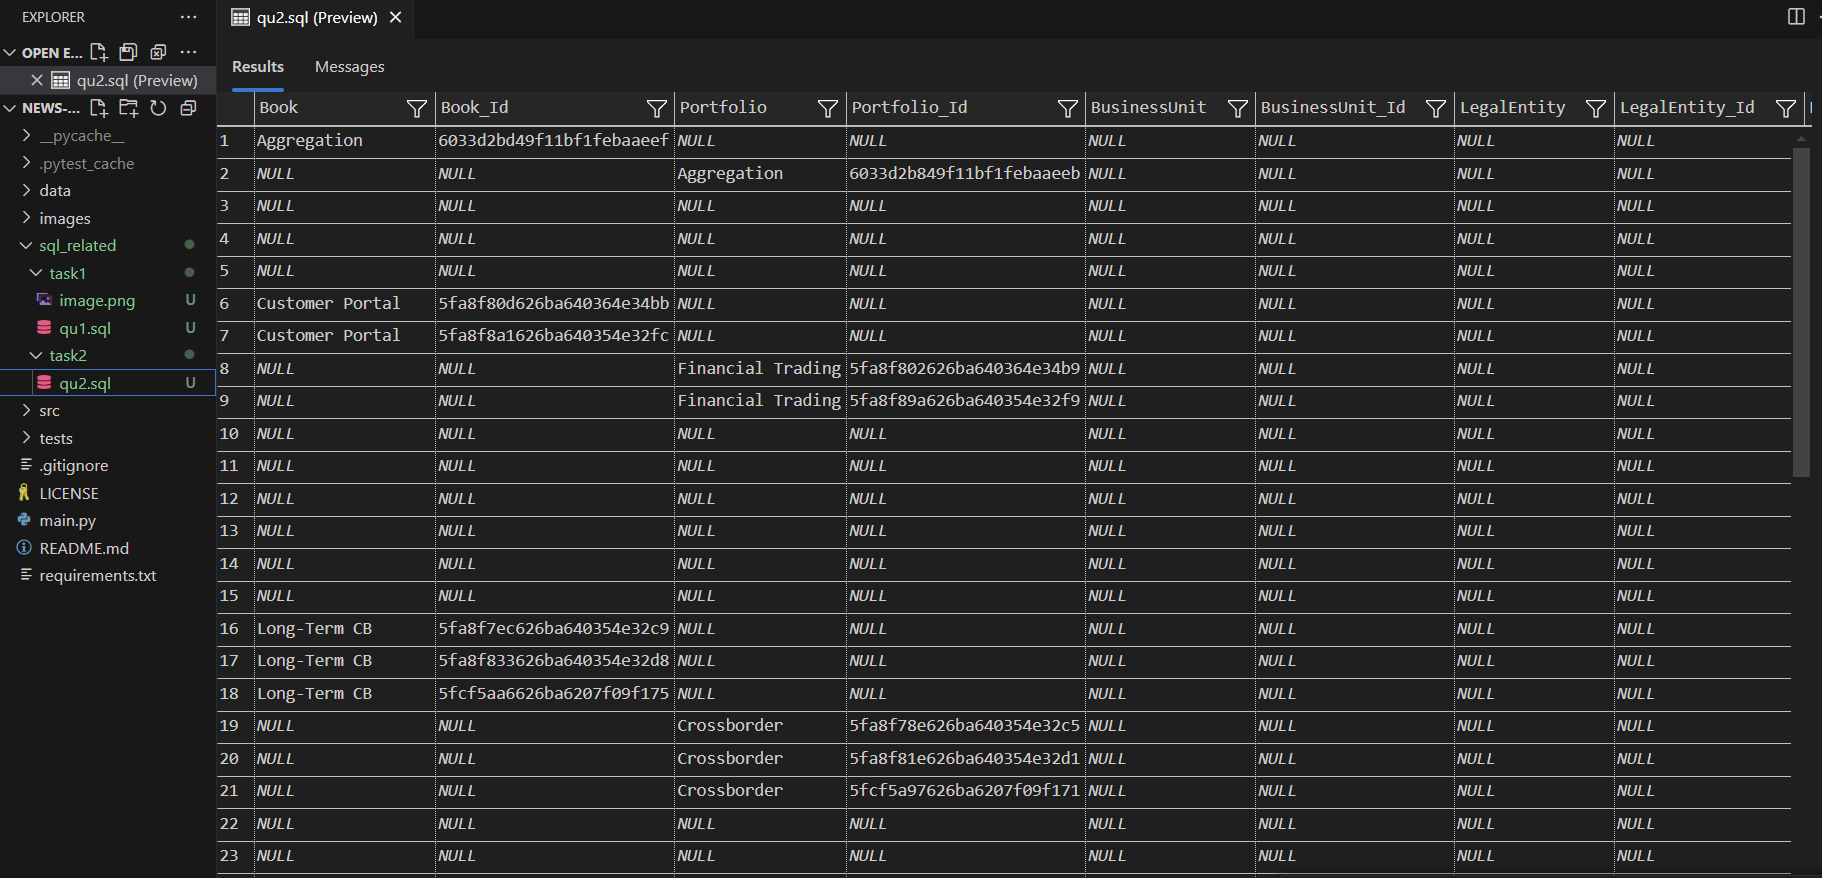 EXPLORER
OPEN E...
qu2.sql (Preview)
NEWS-...
__pycache__
.pytest_cache
data
images
sql_related
task1
image.png U
qu1.sql U
task2
qu2.sql U
src
tests
.gitignore
LICENSE
main.py
README.md
requirements.txt
qu2.sql (Preview)
Results Messages
Book Book_Id Portfolio Portfolio_Id BusinessUnit BusinessUnit_Id LegalEntity LegalEntity_Id
1 Aggregation 6033d2bd49f11bf1febaaeef NULL NULL NULL NULL NULL NULL
2 NULL NULL Aggregation 6033d2b849f11bf1febaaeeb NULL NULL NULL NULL
3 NULL NULL NULL NULL NULL NULL NULL NULL
4 NULL NULL NULL NULL NULL NULL NULL NULL
5 NULL NULL NULL NULL NULL NULL NULL NULL
6 Customer Portal 5fa8f80d626ba640364e34bb NULL NULL NULL NULL NULL NULL
7 Customer Portal 5fa8f8a1626ba640354e32fc NULL NULL NULL NULL NULL NULL
8 NULL NULL Financial Trading 5fa8f802626ba640364e34b9 NULL NULL NULL NULL
9 NULL NULL Financial Trading 5fa8f89a626ba640354e32f9 NULL NULL NULL NULL
10 NULL NULL NULL NULL NULL NULL NULL NULL
11 NULL NULL NULL NULL NULL NULL NULL NULL
12 NULL NULL NULL NULL NULL NULL NULL NULL
13 NULL NULL NULL NULL NULL NULL NULL NULL
14 NULL NULL NULL NULL NULL NULL NULL NULL
15 NULL NULL NULL NULL NULL NULL NULL NULL
16 Long-Term CB 5fa8f7ec626ba640354e32c9 NULL NULL NULL NULL NULL NULL
17 Long-Term CB 5fa8f833626ba640354e32d8 NULL NULL NULL NULL NULL NULL
18 Long-Term CB 5fcf5aa6626ba6207f09f175 NULL NULL NULL NULL NULL NULL
19 NULL NULL Crossborder 5fa8f78e626ba640354e32c5 NULL NULL NULL NULL
20 NULL NULL Crossborder 5fa8f81e626ba640354e32d1 NULL NULL NULL NULL
21 NULL NULL Crossborder 5fcf5a97626ba6207f09f171 NULL NULL NULL NULL
22 NULL NULL NULL NULL NULL NULL NULL NULL
23 NULL NULL NULL NULL NULL NULL NULL NULL